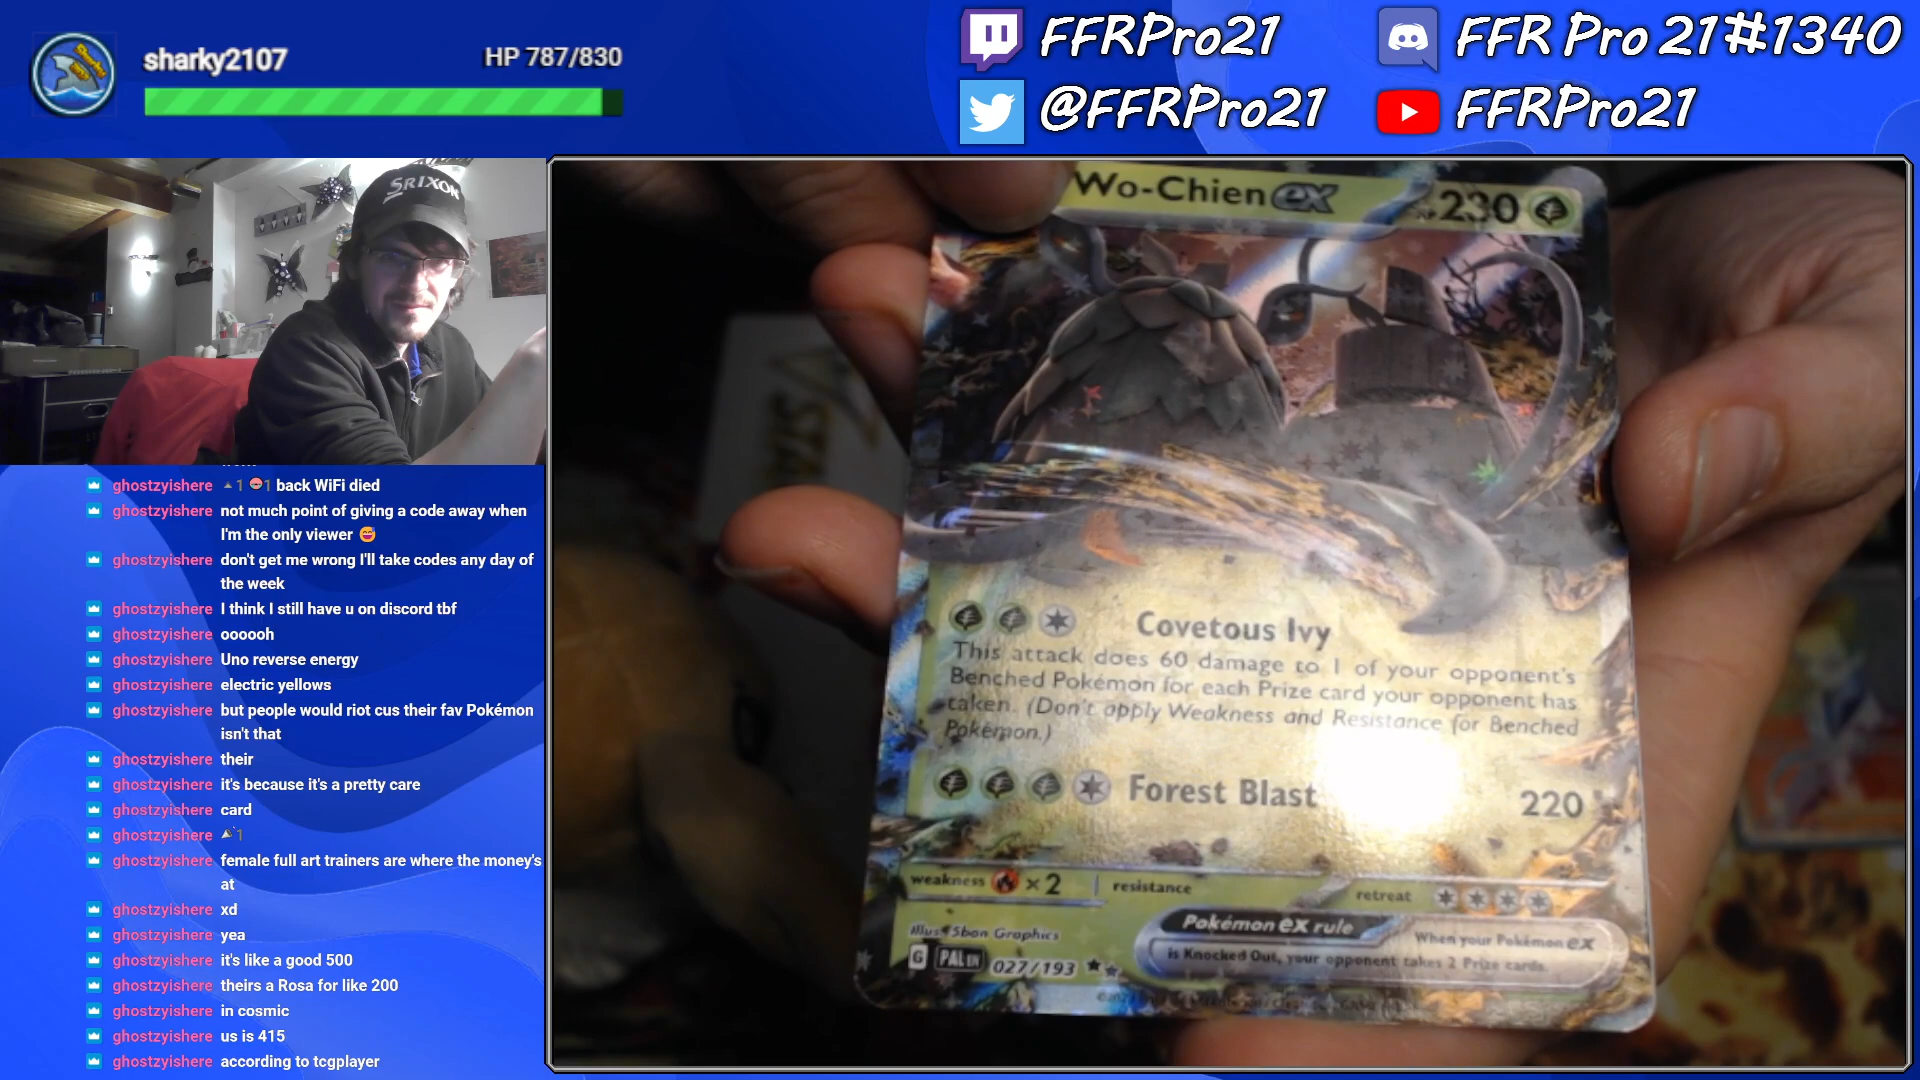 sharky2107
HP 787/830
FFRPro21
FFR Pro 21#1340
@FFRPro21
FFRPro21
SRIXON
ghostzyishere 1 1 back WiFi died
ghostzyishere not much point of giving a code away when
I'm the only viewer 😅
ghostzyishere don't get me wrong I'll take codes any day of
the week
ghostzyishere I think I still have u on discord tbf
ghostzyishere oooooh
ghostzyishere Uno reverse energy
ghostzyishere electric yellows
ghostzyishere but people would riot cus their fav Pokémon
isn't that
ghostzyishere their
ghostzyishere it's because it's a pretty care
ghostzyishere card
ghostzyishere 1
ghostzyishere female full art trainers are where the money's
at
ghostzyishere xd
ghostzyishere yea
ghostzyishere it's like a good 500
ghostzyishere theirs a Rosa for like 200
ghostzyishere in cosmic
ghostzyishere us is 415
ghostzyishere according to tcgplayer
Wo-Chien ex HP 230
Covetous Ivy
This attack does 60 damage to 1 of your opponent's
Benched Pokémon for each Prize card your opponent has
taken. (Don't apply Weakness and Resistance for Benched
Pokémon.)
Forest Blast 220
weakness ×2 resistance retreat
Illus. 5ban Graphics
Pokémon ex rule
When your Pokémon ex
is Knocked Out, your opponent takes 2 Prize cards.
G PAL EN 027/193 ★★